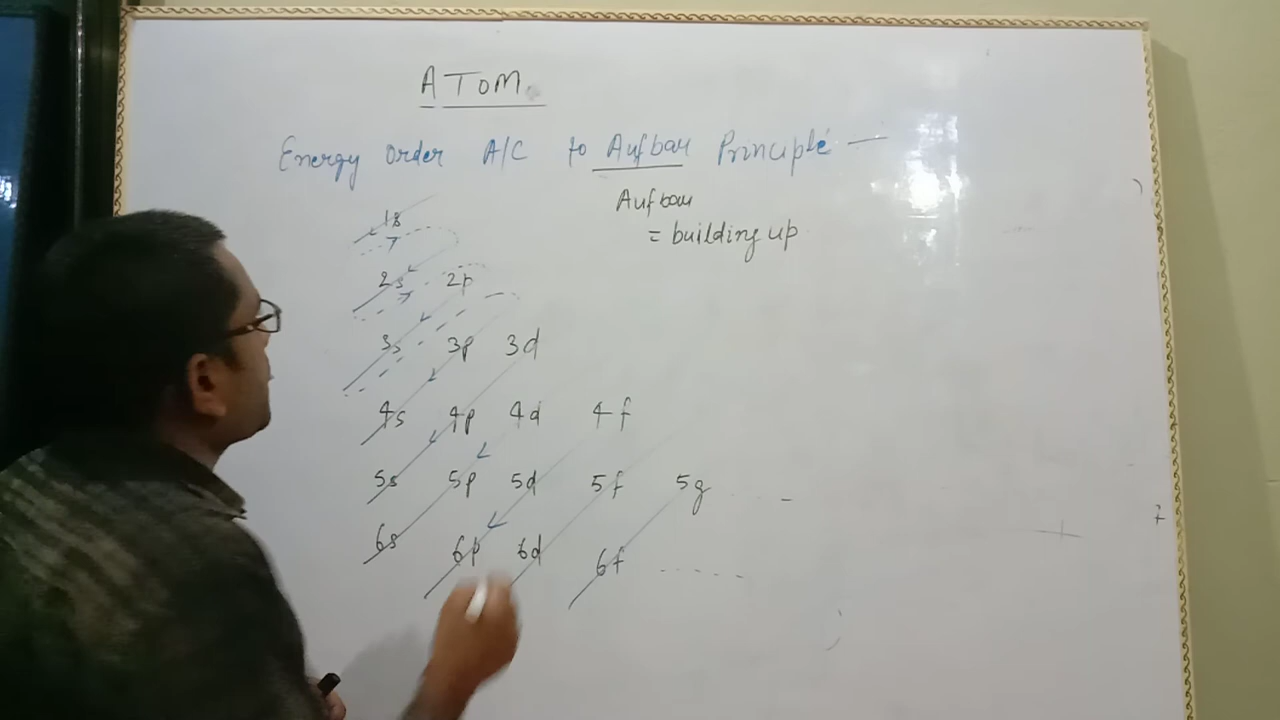 ATOM
Energy Order A/C to Aufbau Principle —
Aufbau
= building up
1s
2s 2p
3s 3p 3d
4s 4p 4d 4f
5s 5p 5d 5f 5g ---
6s 6p 6d 6f ------